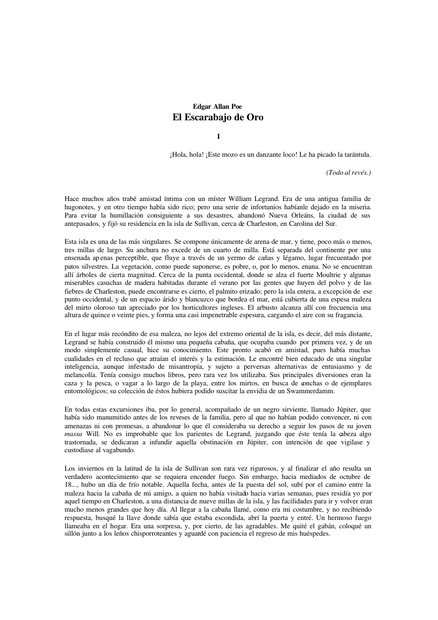 Edgar Allan Poe
El Escarabajo de Oro
I
¡Hola, hola! ¡Este mozo es un danzante loco! Le ha picado la tarántula.
(Todo al revés.)
Hace muchos años trabé amistad íntima con un míster William Legrand. Era de una antigua familia de
hugonotes, y en otro tiempo había sido rico; pero una serie de infortunios habíanle dejado en la miseria.
Para evitar la humillación consiguiente a sus desastres, abandonó Nueva Orleáns, la ciudad de sus
antepasados, y fijó su residencia en la isla de Sullivan, cerca de Charleston, en Carolina del Sur.
Esta isla es una de las más singulares. Se compone únicamente de arena de mar, y tiene, poco más o menos,
tres millas de largo. Su anchura no excede de un cuarto de milla. Está separada del continente por una
ensenada apenas perceptible, que fluye a través de un yermo de cañas y légamo, lugar frecuentado por
patos silvestres. La vegetación, como puede suponerse, es pobre, o, por lo menos, enana. No se encuentran
allí árboles de cierta magnitud. Cerca de la punta occidental, donde se alza el fuerte Moultrie y algunas
miserables casuchas de madera habitadas durante el verano por las gentes que huyen del polvo y de las
fiebres de Charleston, puede encontrarse es cierto, el palmito erizado; pero la isla entera, a excepción de ese
punto occidental, y de un espacio árido y blancuzco que bordea el mar, está cubierta de una espesa maleza
del mirto oloroso tan apreciado por los horticultores ingleses. El arbusto alcanza allí con frecuencia una
altura de quince o veinte pies, y forma una casi impenetrable espesura, cargando el aire con su fragancia.
En el lugar más recóndito de esa maleza, no lejos del extremo oriental de la isla, es decir, del más distante,
Legrand se había construido él mismo una pequeña cabaña, que ocupaba cuando por primera vez, y de un
modo simplemente casual, hice su conocimiento. Este pronto acabó en amistad, pues había muchas
cualidades en el recluso que atraían el interés y la estimación. Le encontré bien educado de una singular
inteligencia, aunque infestado de misantropía, y sujeto a perversas alternativas de entusiasmo y de
melancolía. Tenía consigo muchos libros, pero rara vez los utilizaba. Sus principales diversiones eran la
caza y la pesca, o vagar a lo largo de la playa, entre los mirtos, en busca de conchas o de ejemplares
entomológicos; su colección de éstos hubiera podido suscitar la envidia de un Swammerdamm.
En todas estas excursiones iba, por lo general, acompañado de un negro sirviente, llamado Júpiter, que
había sido manumitido antes de los reveses de la familia, pero al que no habían podido convencer, ni con
amenazas ni con promesas, a abandonar lo que él consideraba su derecho a seguir los pasos de su joven
massa Will. No es improbable que los parientes de Legrand, juzgando que éste tenía la cabeza algo
trastornada, se dedicaran a infundir aquella obstinación en Júpiter, con intención de que vigilase y
custodiase al vagabundo.
Los inviernos en la latitud de la isla de Sullivan son rara vez rigurosos, y al finalizar el año resulta un
verdadero acontecimiento que se requiera encender fuego. Sin embargo, hacia mediados de octubre de
18..., hubo un día de frío notable. Aquella fecha, antes de la puesta del sol, subí por el camino entre la
maleza hacia la cabaña de mi amigo, a quien no había visitado hacia varias semanas, pues residía yo por
aquel tiempo en Charleston, a una distancia de nueve millas de la isla, y las facilidades para ir y volver eran
mucho menos grandes que hoy día. Al llegar a la cabaña llamé, como era mi costumbre, y no recibiendo
respuesta, busqué la llave donde sabía que estaba escondida, abrí la puerta y entré. Un hermoso fuego
llameaba en el hogar. Era una sorpresa, y, por cierto, de las agradables. Me quité el gabán, coloqué un
sillón junto a los leños chisporroteantes y aguardé con paciencia el regreso de mis huéspedes.